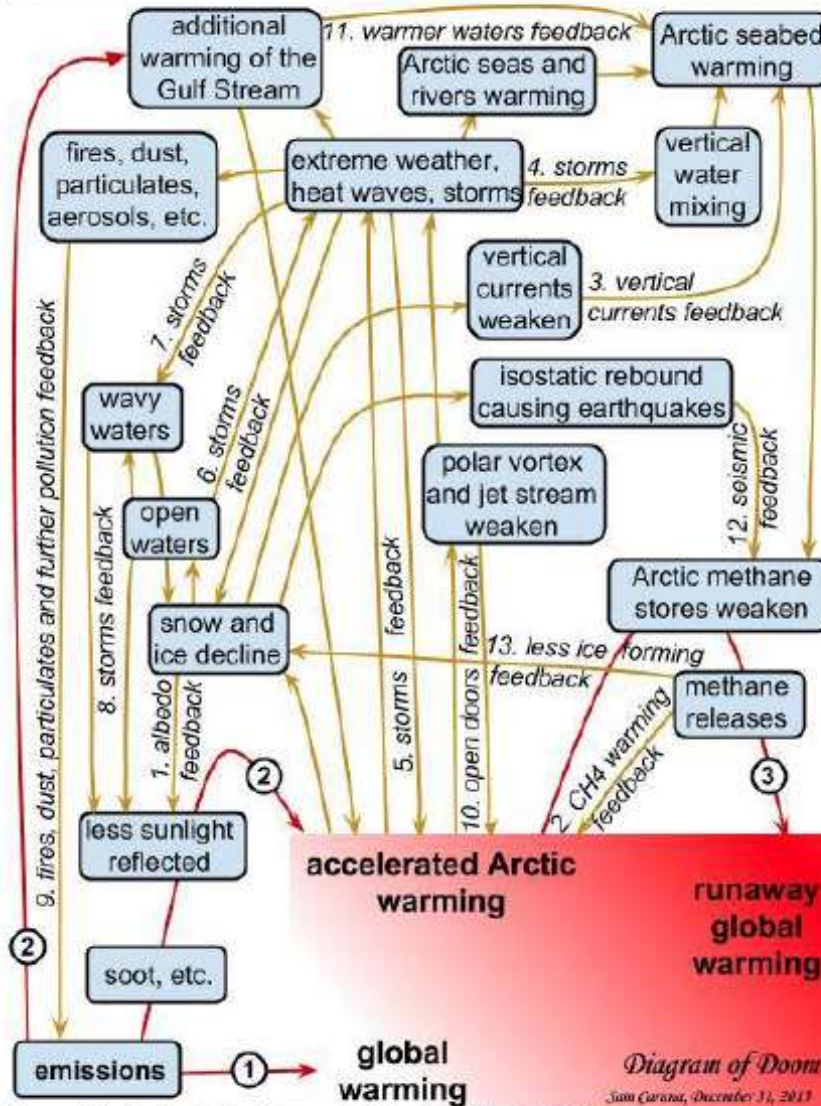 additional
warming of the
Gulf Stream
11. warmer waters feedback
Arctic seabed
warming
Arctic seas and
rivers warming
fires, dust,
particulates,
aerosols, etc.
extreme weather,
heat waves, storms
4. storms
feedback
vertical
water
mixing
vertical
currents
weaken
3. vertical
currents feedback
7. storms
feedback
isostatic rebound
causing earthquakes
wavy
waters
6. storms
feedback
polar vortex
and jet stream
weaken
12. seismic
feedback
open
waters
Arctic methane
stores weaken
snow and
ice decline
13. less ice forming
feedback
methane
releases
8. storms feedback
1. albedo
feedback
5. storms feedback
10. open doors feedback
2. CH4 warming
feedback
9. fires, dust, particulates and further pollution feedback
2
3
less sunlight
reflected
accelerated Arctic
warming
runaway
global
warming
2
soot, etc.
emissions
1
global
warming
Diagram of Doom
Sam Carana, December 31, 2013